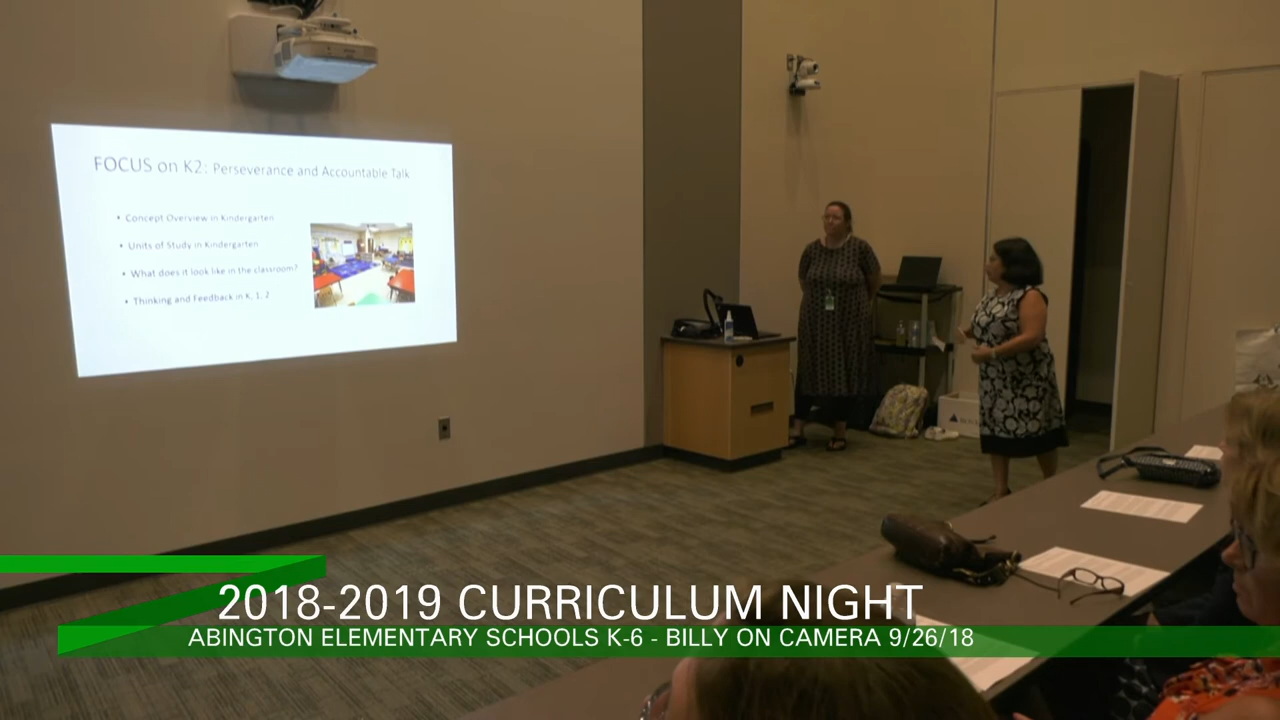 FOCUS on K2: Perseverance and Accountable Talk
• Concept Overview in Kindergarten
• Units of Study in Kindergarten
• What does it look like in the classroom?
• Thinking and Feedback in K, 1, 2
2018-2019 CURRICULUM NIGHT
ABINGTON ELEMENTARY SCHOOLS K-6 - BILLY ON CAMERA 9/26/18